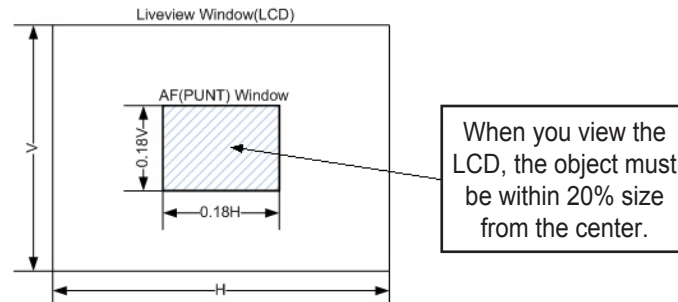 Liveview Window(LCD)
AF(PUNT) Window
V
0.18V
0.18H
H
When you view the
LCD, the object must
be within 20% size
from the center.